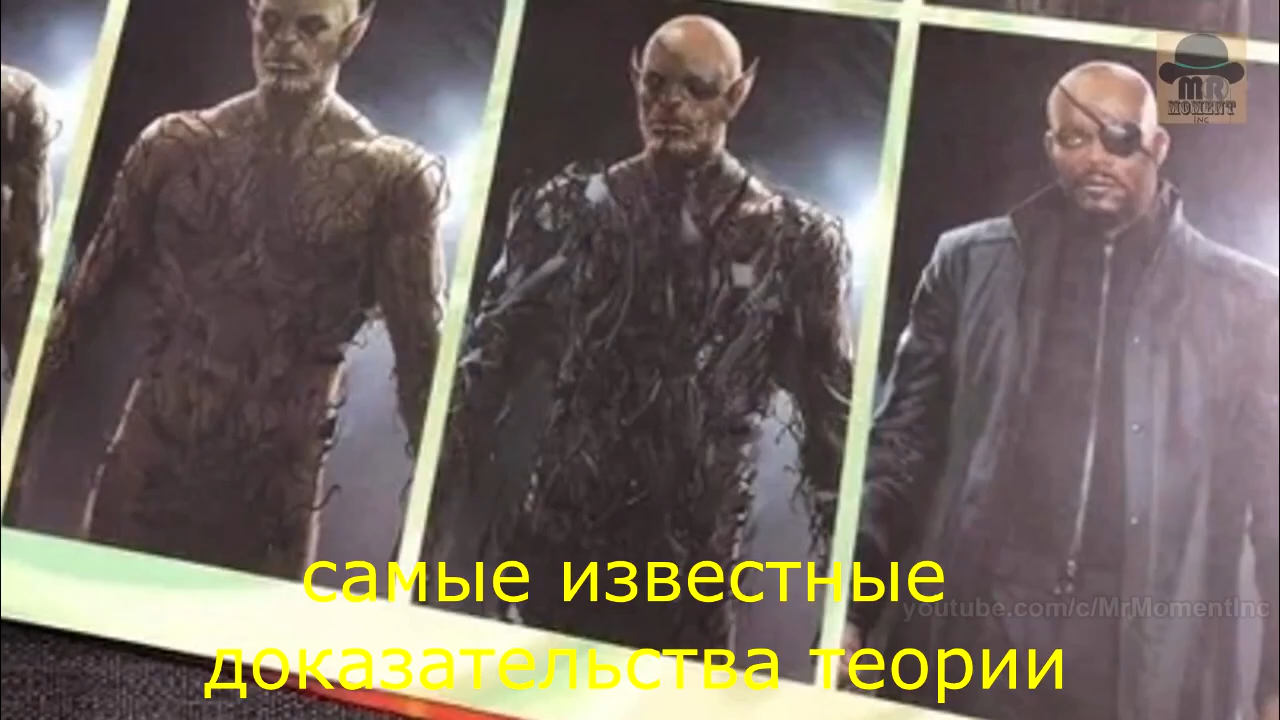 MR
MOMENT
INC
самые известные
youtube.com/c/MrMomentInc
доказательства теории